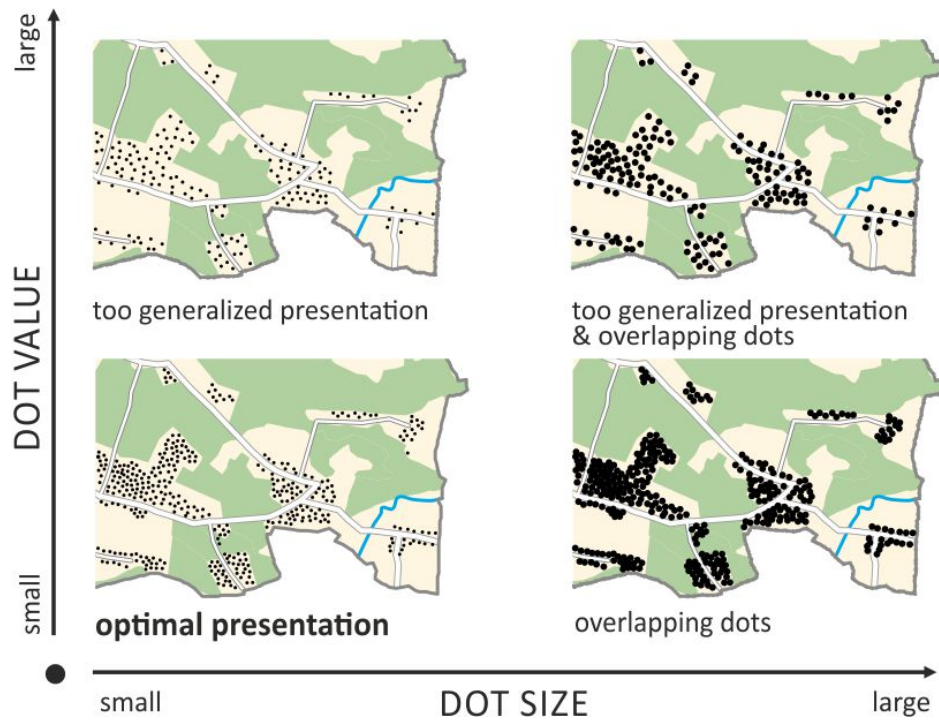 large
DOT VALUE
small
too generalized presentation
too generalized presentation
& overlapping dots
optimal presentation
overlapping dots
small
DOT SIZE
large